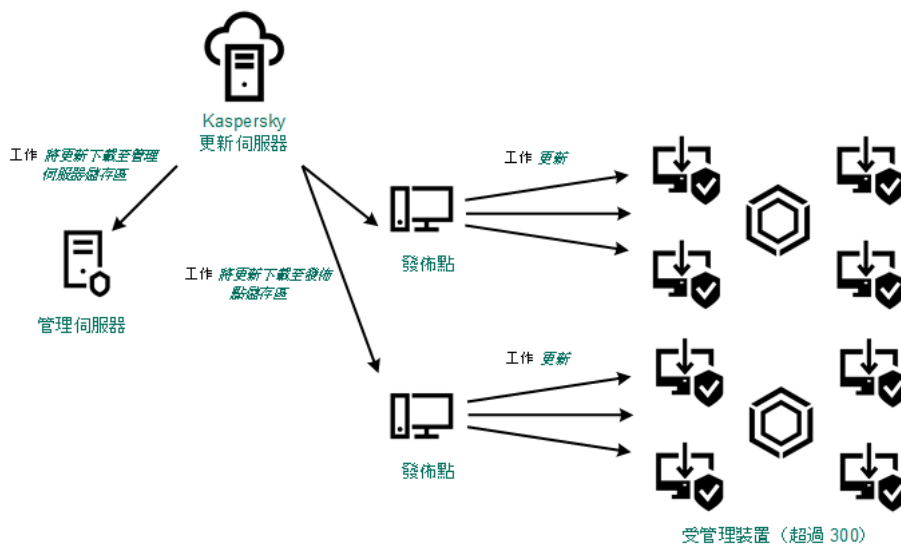 Kaspersky
更新伺服器
工作 將更新下載至管理
伺服器儲存區
工作 更新
發佈點
工作 將更新下載至發佈
點儲存區
管理伺服器
工作 更新
發佈點
受管理裝置（超過 300）